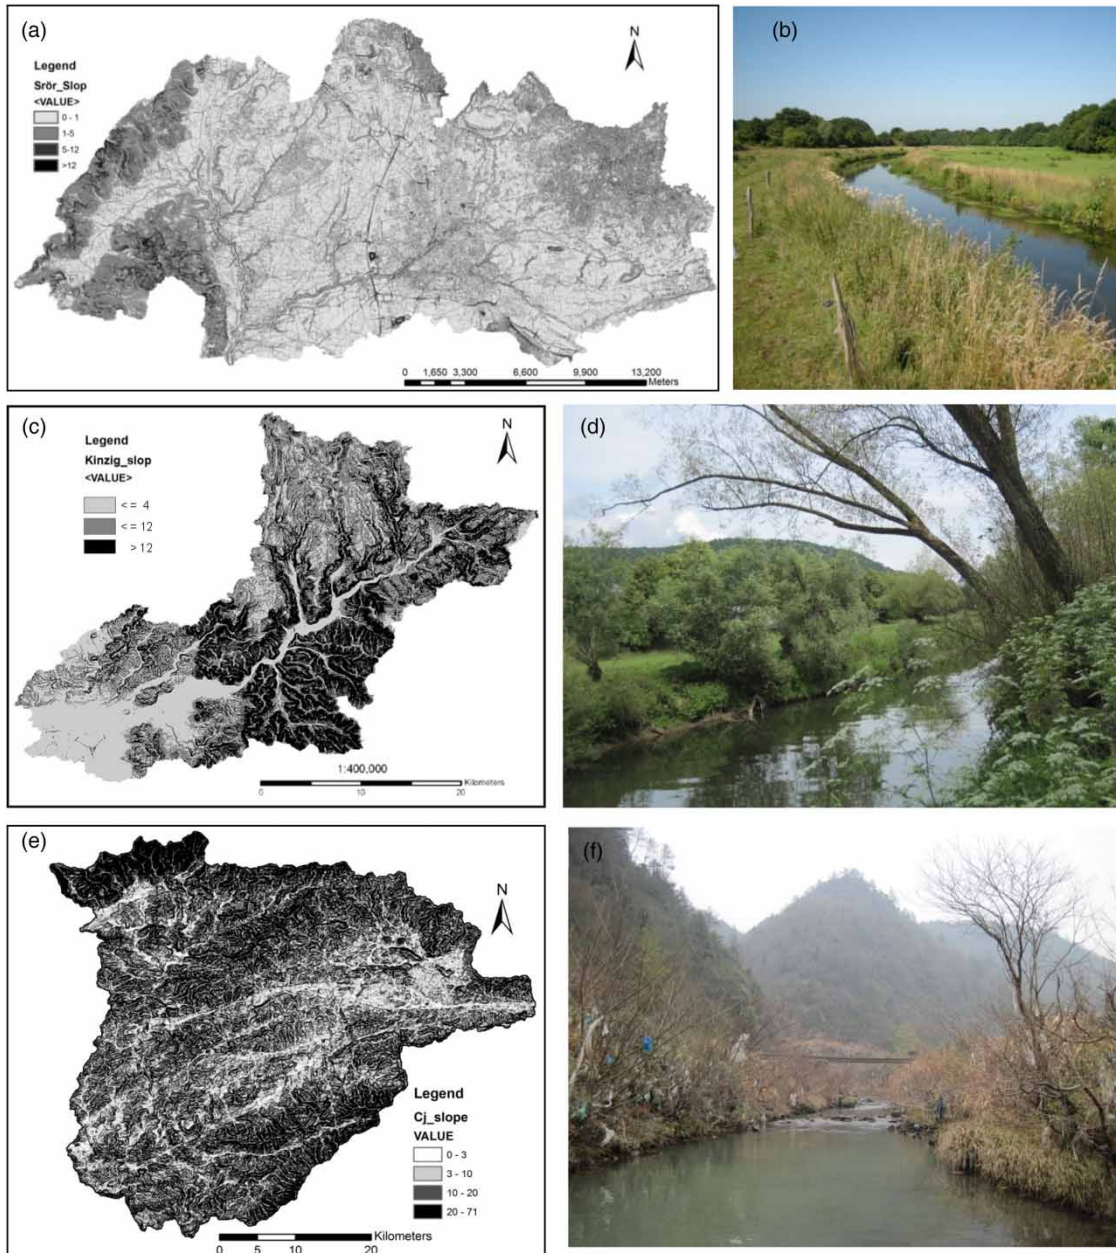 (a)
N
Legend
Srör_Slop
<VALUE>
0 - 1
1-5
5-12
>12
0 1,650 3,300 6,600 9,900 13,200
Meters
(b)
(c)
N
Legend
Kinzig_slop
<VALUE>
<= 4
<= 12
> 12
1:400,000
Kilometers
0 10 20
(d)
(e)
N
Legend
Cj_slope
VALUE
0 - 3
3 - 10
10 - 20
20 - 71
Kilometers
0 5 10 20
(f)